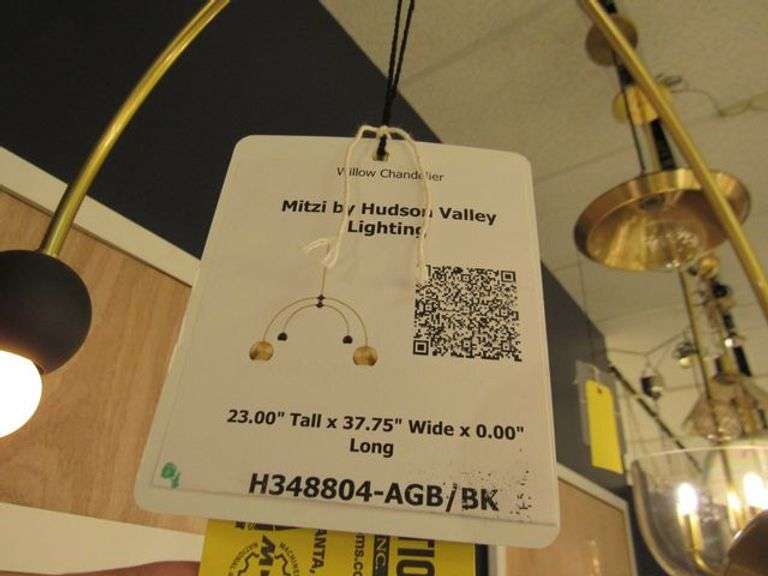 Willow Chandelier
Mitzi by Hudson Valley
Lighting
23.00" Tall x 37.75" Wide x 0.00"
Long
H348804-AGB/BK
INC.